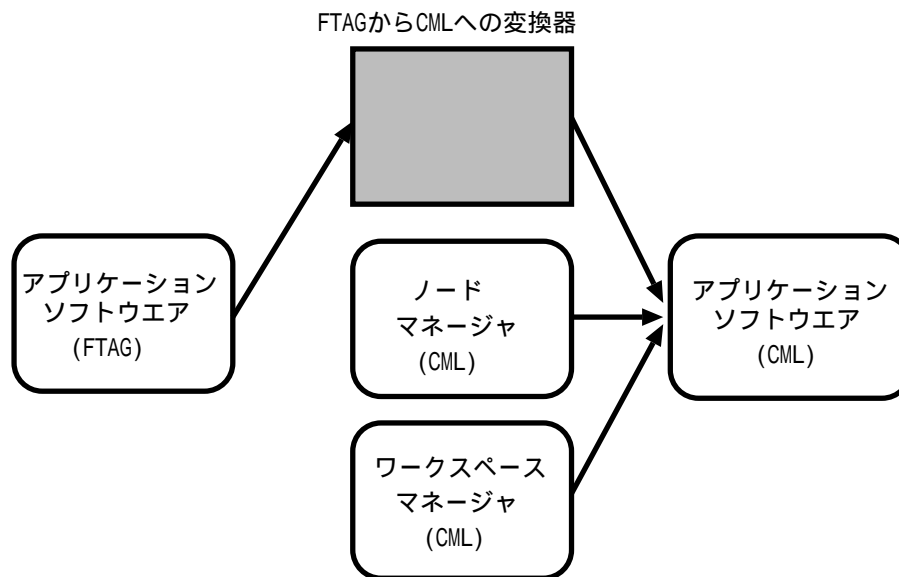 FTAGからCMLへの変換器
アプリケーション
ソフトウエア
(FTAG)
ノード
マネージャ
(CML)
アプリケーション
ソフトウエア
(CML)
ワークスペース
マネージャ
(CML)